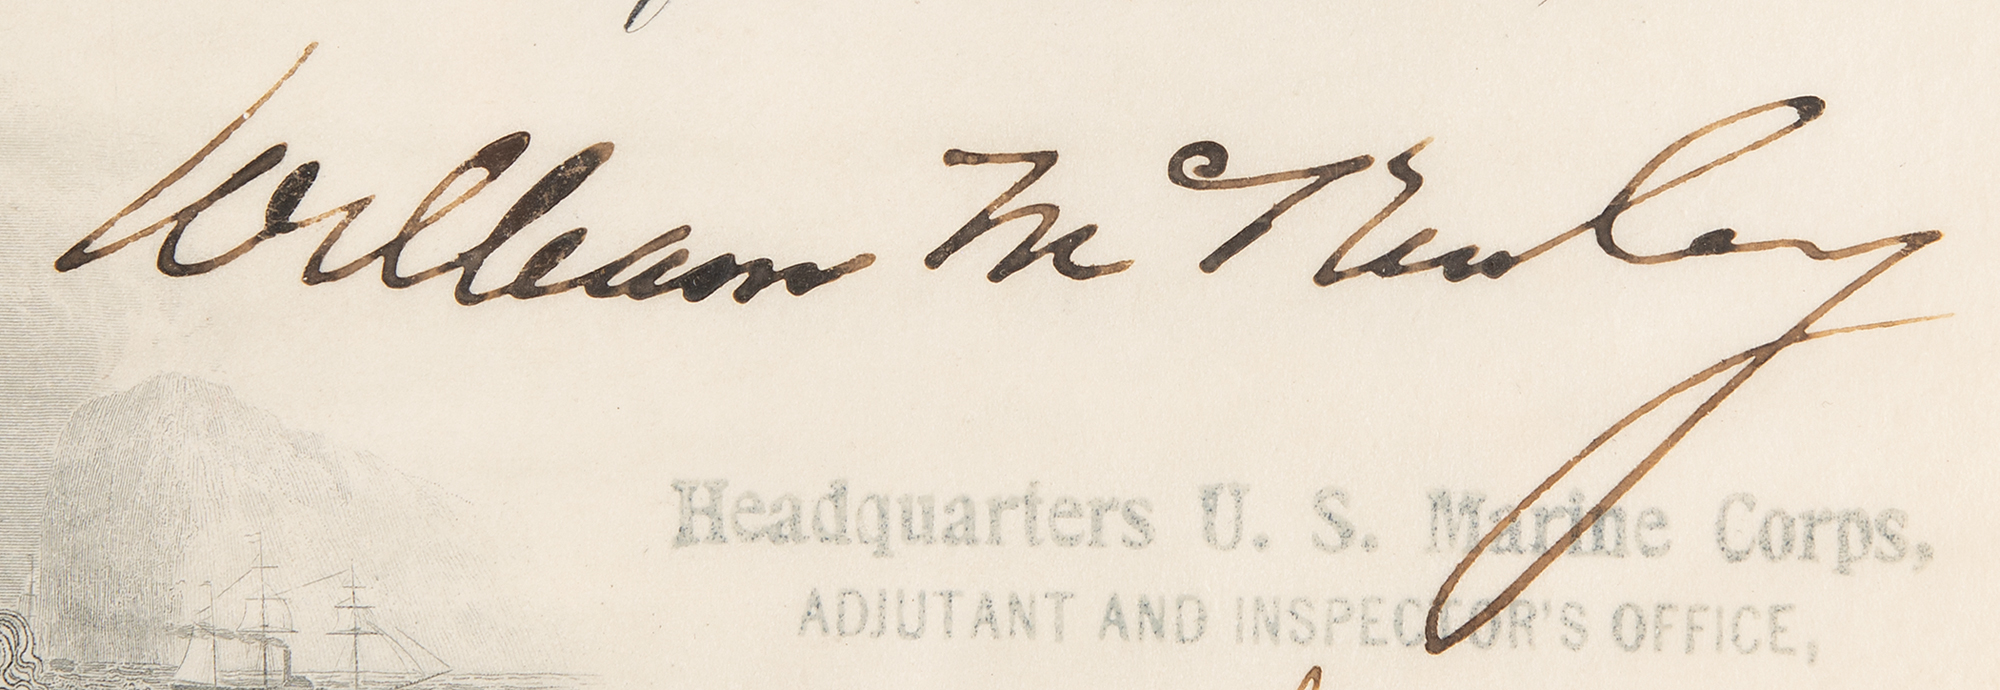 William McKinley
Headquarters U. S. Marine Corps,
ADJUTANT AND INSPECTOR'S OFFICE,